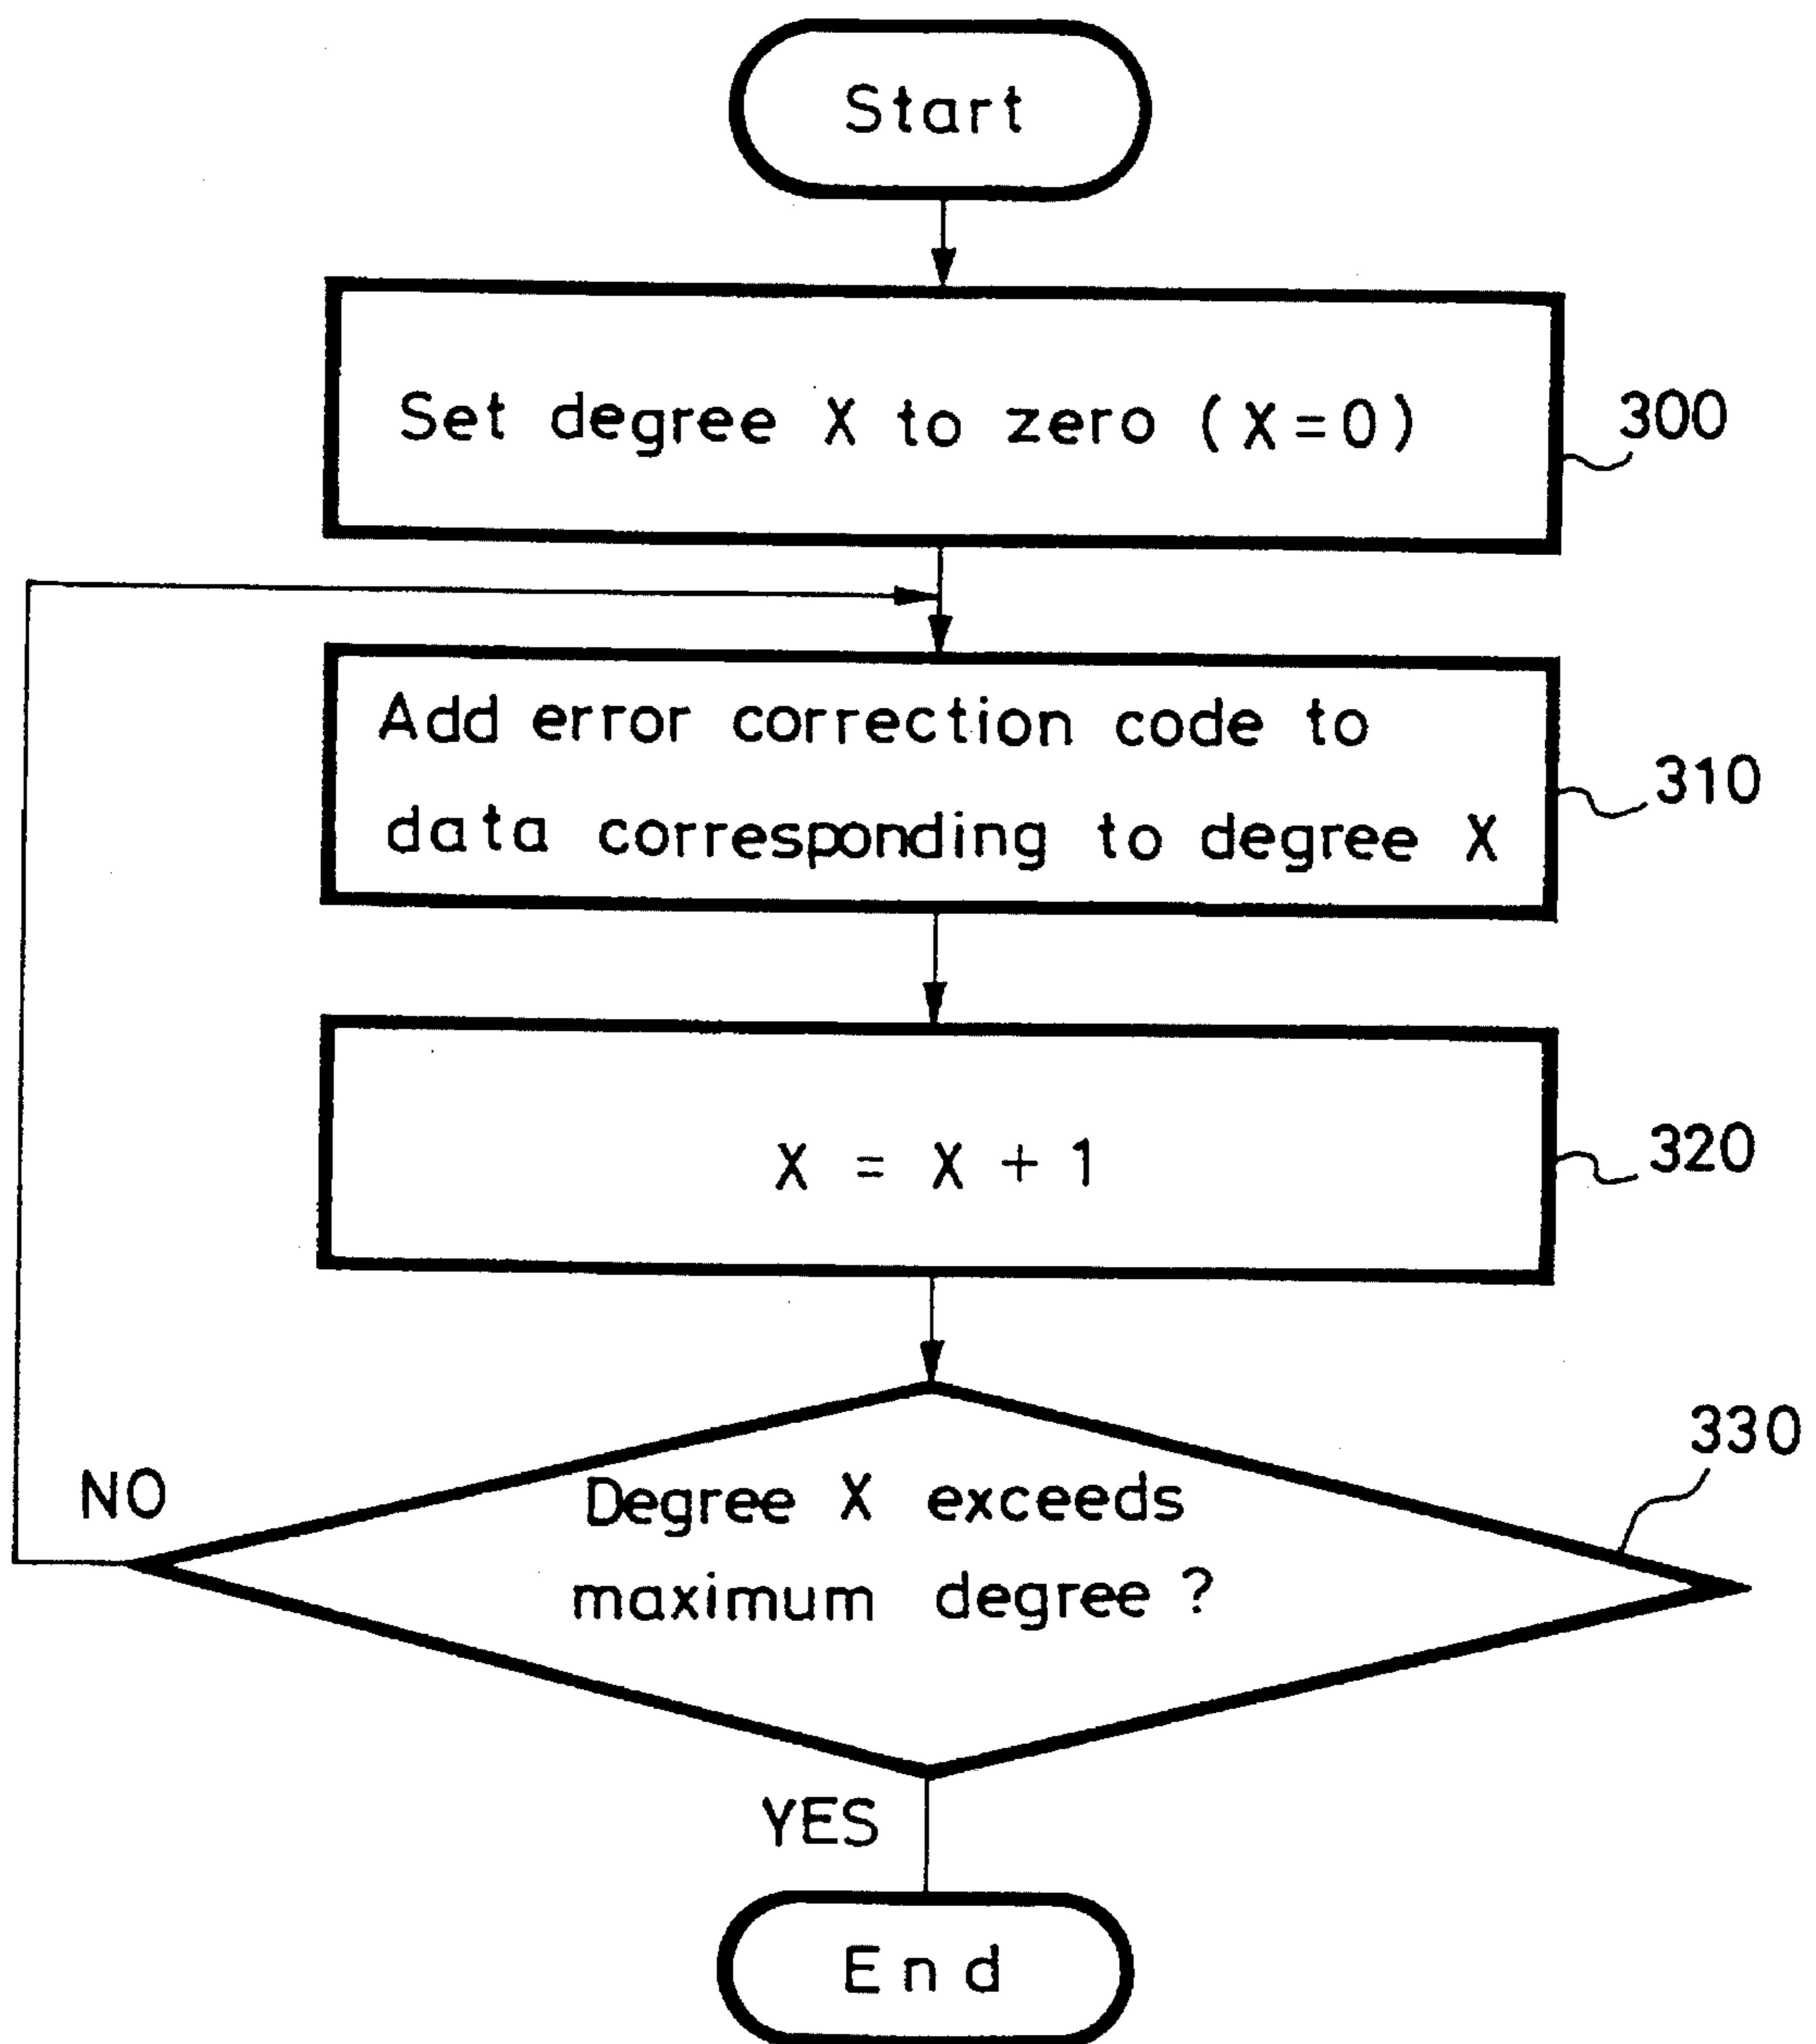 Start
Set degree X to zero (X=0)
300
Add error correction code to
data corresponding to degree X
310
X = X + 1
320
330
NO
Degree X exceeds
maximum degree ?
YES
End